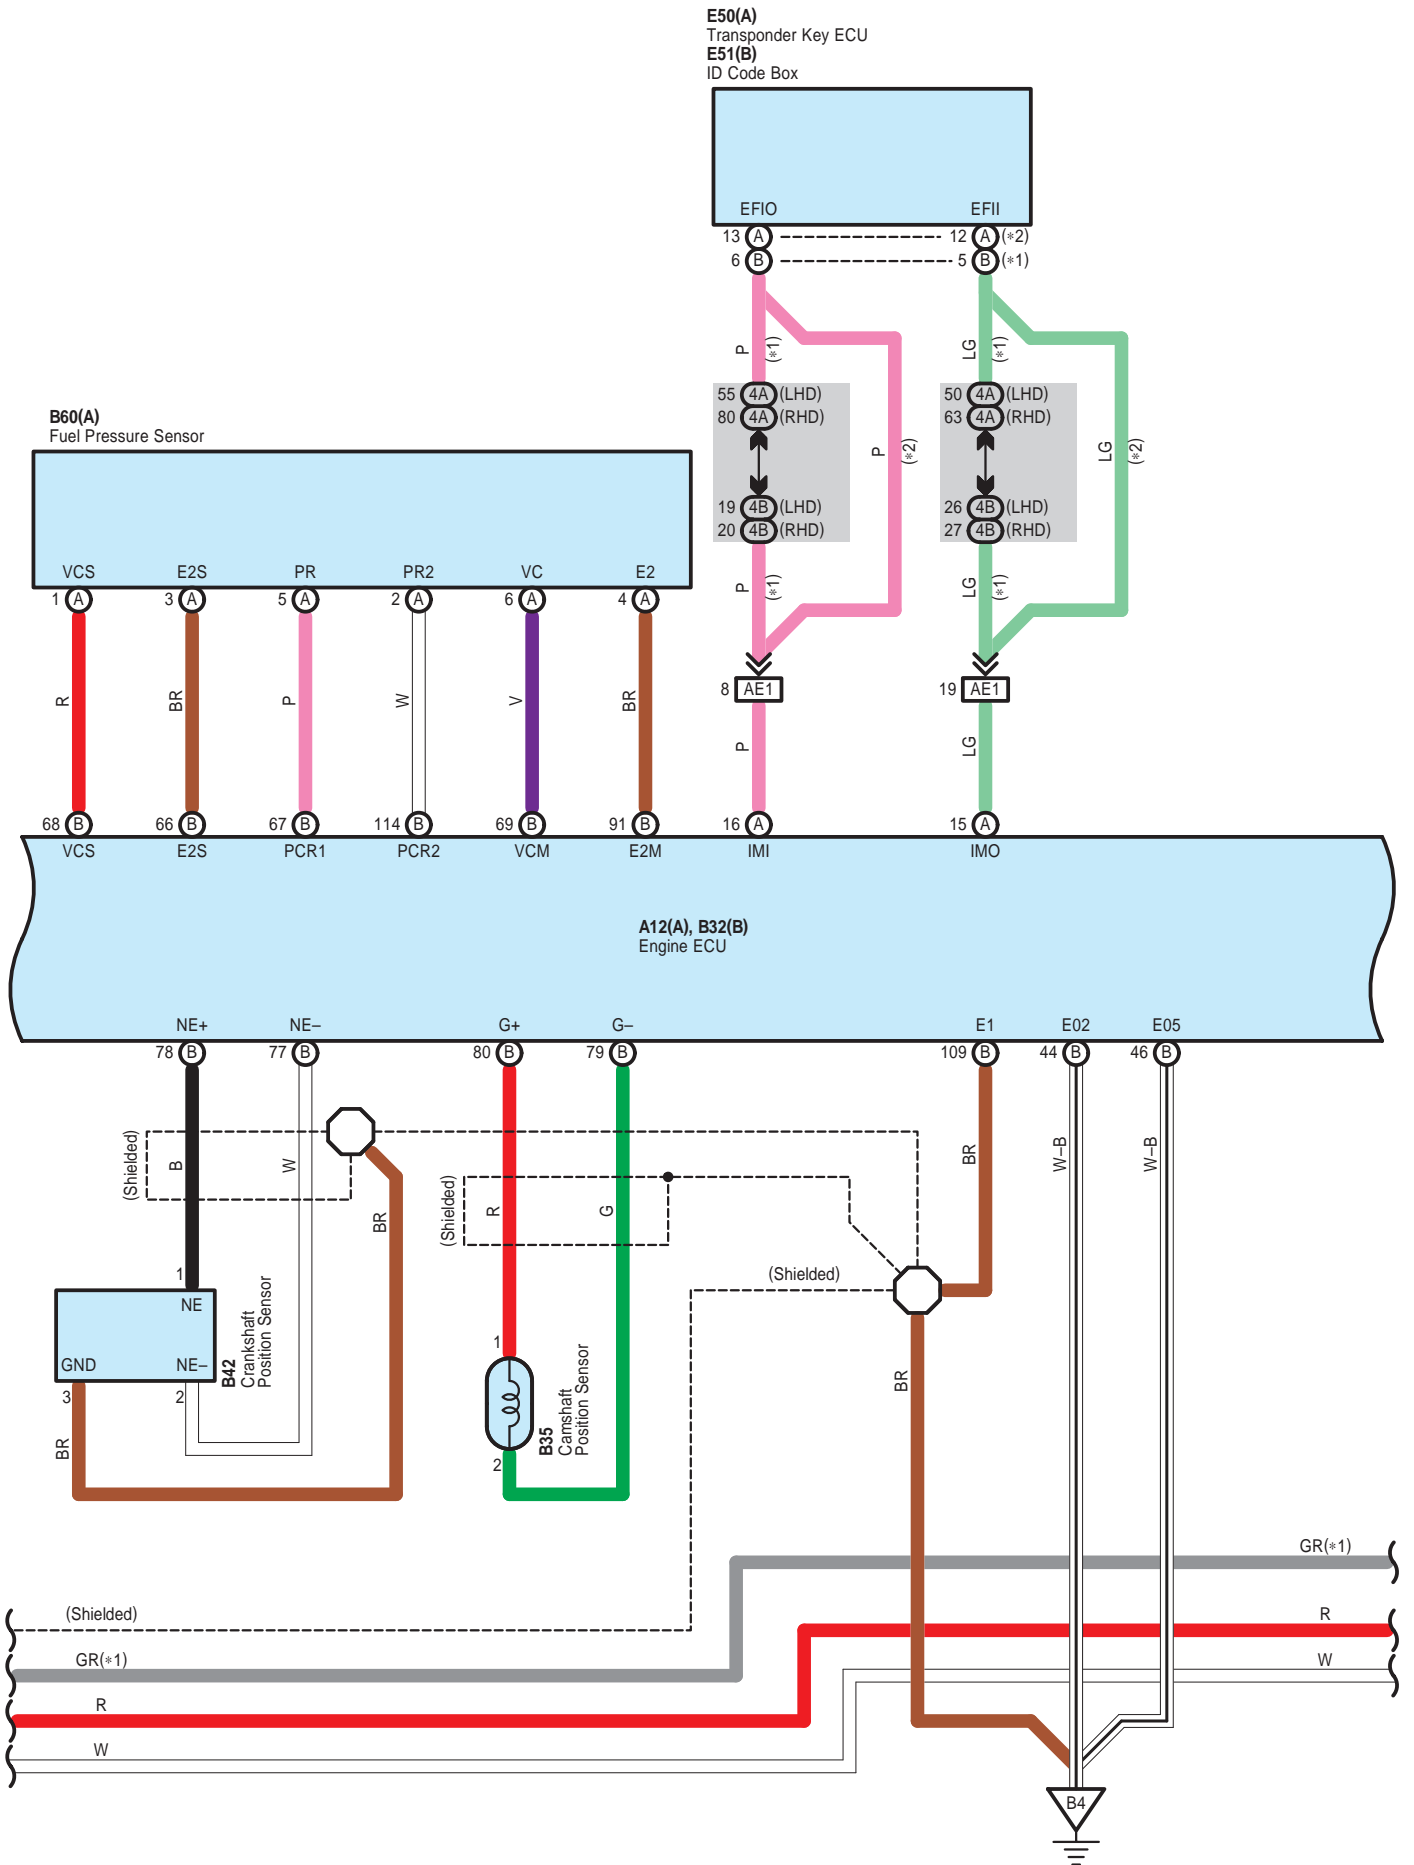 E50(A)
Transponder Key ECU
E51(B)
ID Code Box
EFIO EFII
13 A 12 A (*2)
6 B 5 B (*1)
P (*1) LG (*1)
55 4A (LHD) 50 4A (LHD)
80 4A (RHD) 63 4A (RHD)
P (*2) LG (*2)
19 4B (LHD) 26 4B (LHD)
20 4B (RHD) 27 4B (RHD)
P (*1) LG (*1)
8 AE1 19 AE1
P LG
B60(A)
Fuel Pressure Sensor
VCS E2S PR PR2 VC E2
1 A 3 A 5 A 2 A 6 A 4 A
R BR P W V BR
68 B 66 B 67 B 114 B 69 B 91 B 16 A 15 A
VCS E2S PCR1 PCR2 VCM E2M IMI IMO
A12(A), B32(B)
Engine ECU
NE+ NE– G+ G– E1 E02 E05
78 B 77 B 80 B 79 B 109 B 44 B 46 B
(Shielded) B W BR
(Shielded) R G
BR W–B W–B
(Shielded)
1
NE
GND NE–
3 2
B42
Crankshaft
Position Sensor
BR
1
2
B35
Camshaft
Position Sensor
BR
GR(*1)
(Shielded) R
GR(*1) W
R
W
B4